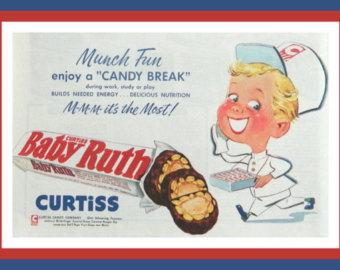 Munch Fun
enjoy a "CANDY BREAK"
during work, study or play
BUILDS NEEDED ENERGY... DELICIOUS NUTRITION
M-M-M it's the Most!
CURTISS
Baby Ruth
Baby Ruth
CURTISS
CURTISS CANDY COMPANY